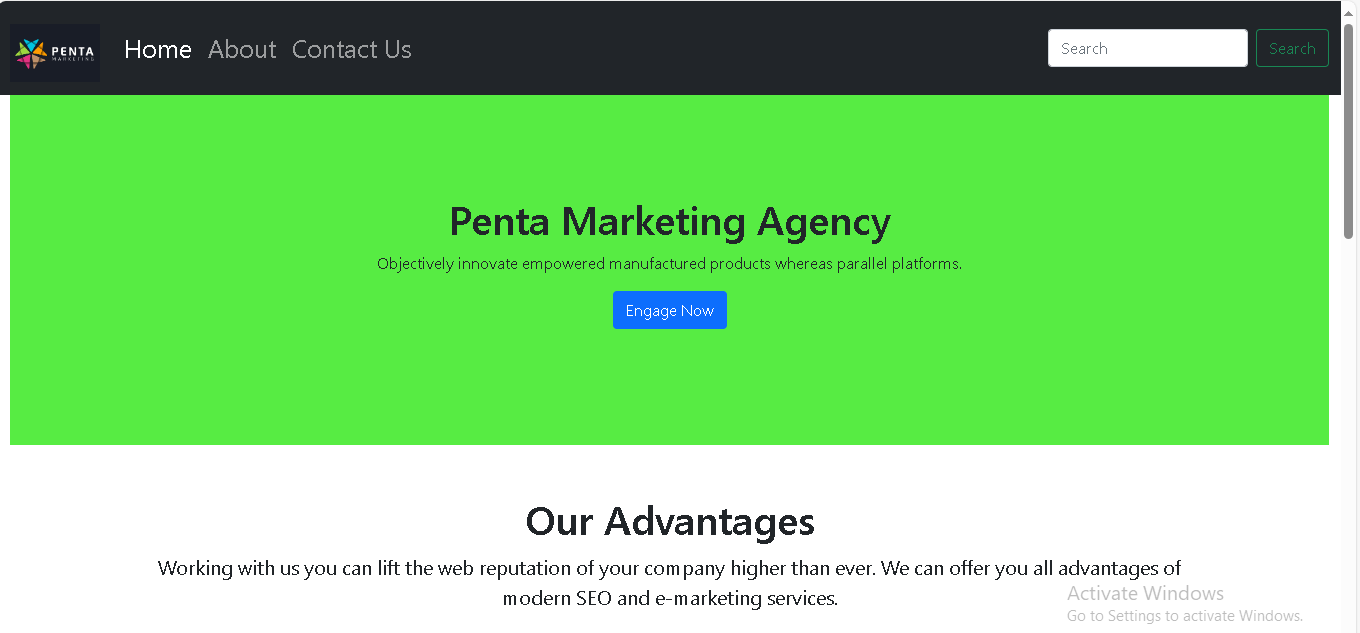 PENTA
MARKETING
Home About Contact Us
Search
Search
Penta Marketing Agency
Objectively innovate empowered manufactured products whereas parallel platforms.
Engage Now
Our Advantages
Working with us you can lift the web reputation of your company higher than ever. We can offer you all advantages of
modern SEO and e-marketing services.
Activate Windows
Go to Settings to activate Windows.